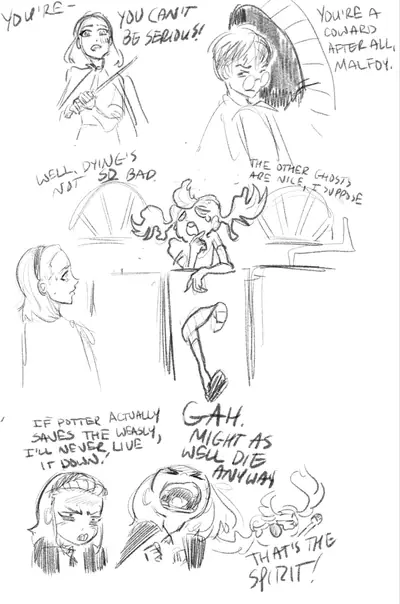 YOU'RE-
YOU CAN'T
BE SERIOUS!
YOU'RE A
COWARD
AFTER ALL,
MALFOY.
WELL, DYING'S
NOT SO BAD
THE OTHER GHOSTS
ARE NICE, I SUPPOSE
IF POTTER ACTUALLY
SAVES THE WEASLY,
I'LL NEVER LIVE
IT DOWN!
GAH.
MIGHT AS
WELL DIE
ANYWAY
THAT'S THE
SPIRIT!